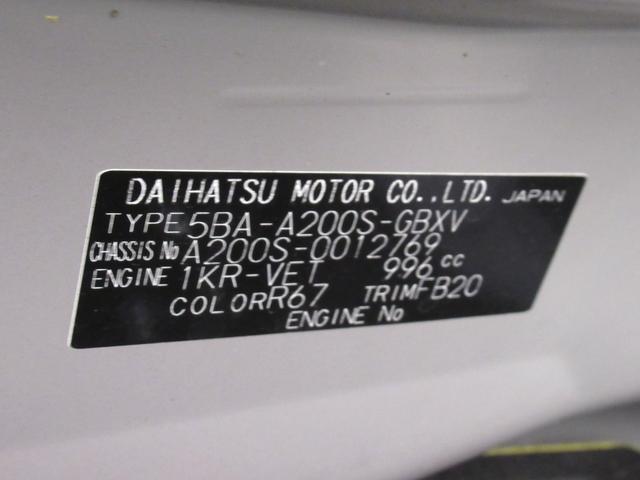 DAIHATSU MOTOR CO.,LTD. JAPAN
TYPE 5BA-A200S-GBXV
CHASSIS No A200S-0012769
ENGINE 1KR-VET 996 cc
COLOR R67 TRIM FB20
ENGINE No